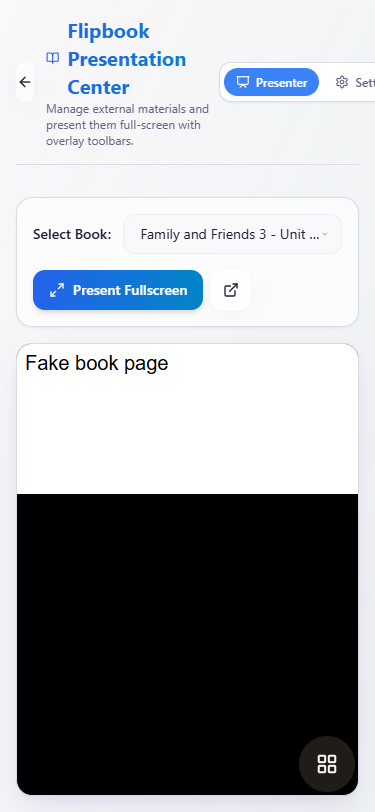 Flipbook
Presentation
Center
Manage external materials and
present them full-screen with
overlay toolbars.
Presenter
Sett
Select Book:
Family and Friends 3 - Unit ...
Present Fullscreen
Fake book page